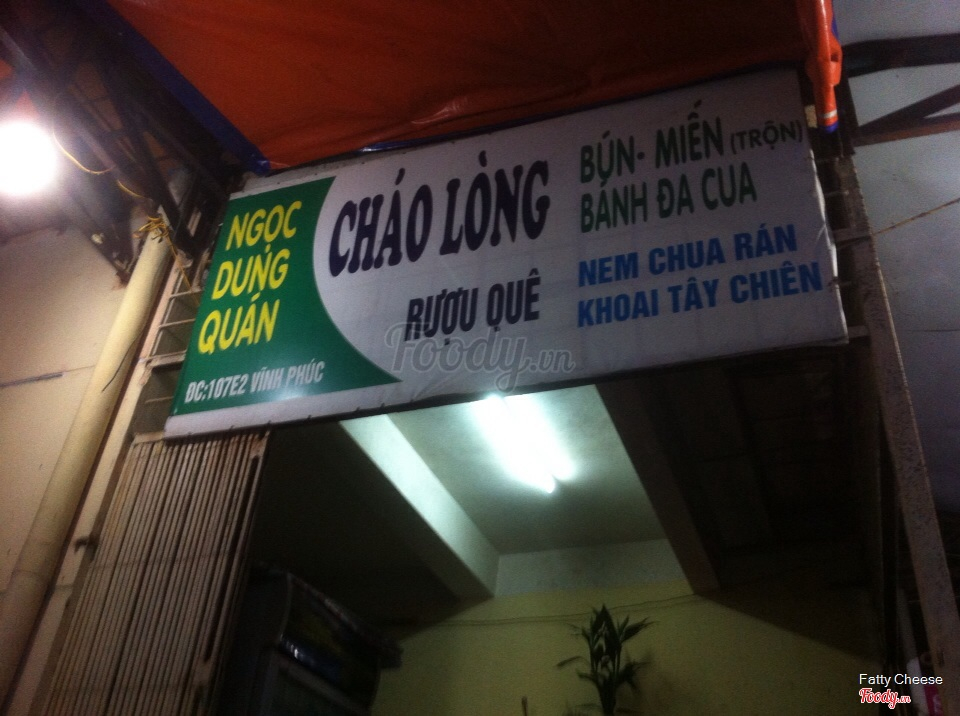 NGỌC
DUNG
QUÁN
ĐC:107E2 VĨNH PHÚC
CHÁO LÒNG
RƯỢU QUÊ
BÚN- MIẾN (TRỘN)
BÁNH ĐA CUA
NEM CHUA RÁN
KHOAI TÂY CHIÊN
Foody.vn
Fatty Cheese
Foody.vn